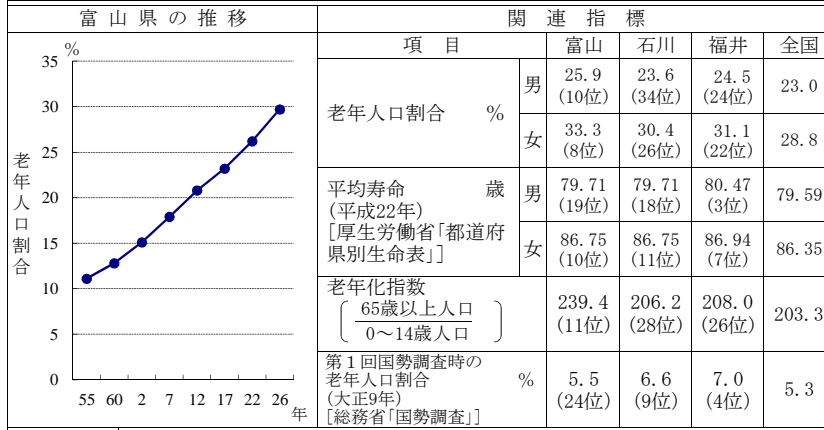 富山県の推移
関連指標
%
35
30
25
20
15
10
5
0
老年人口割合
55 60 2 7 12 17 22 26
年
項目 富山 石川 福井 全国
老年人口割合 %
男 25.9 23.6 24.5 23.0
(10位) (34位) (24位)
女 33.3 30.4 31.1 28.8
(8位) (26位) (22位)
平均寿命 歳
(平成22年)
[厚生労働省「都道府
県別生命表」]
男 79.71 79.71 80.47 79.59
(19位) (18位) (3位)
女 86.75 86.75 86.94 86.35
(10位) (11位) (7位)
老年化指数
65歳以上人口
0～14歳人口
239.4 206.2 208.0 203.3
(11位) (28位) (26位)
第1回国勢調査時の
老年人口割合 %
(大正9年)
[総務省「国勢調査」]
5.5 6.6 7.0 5.3
(24位) (9位) (4位)